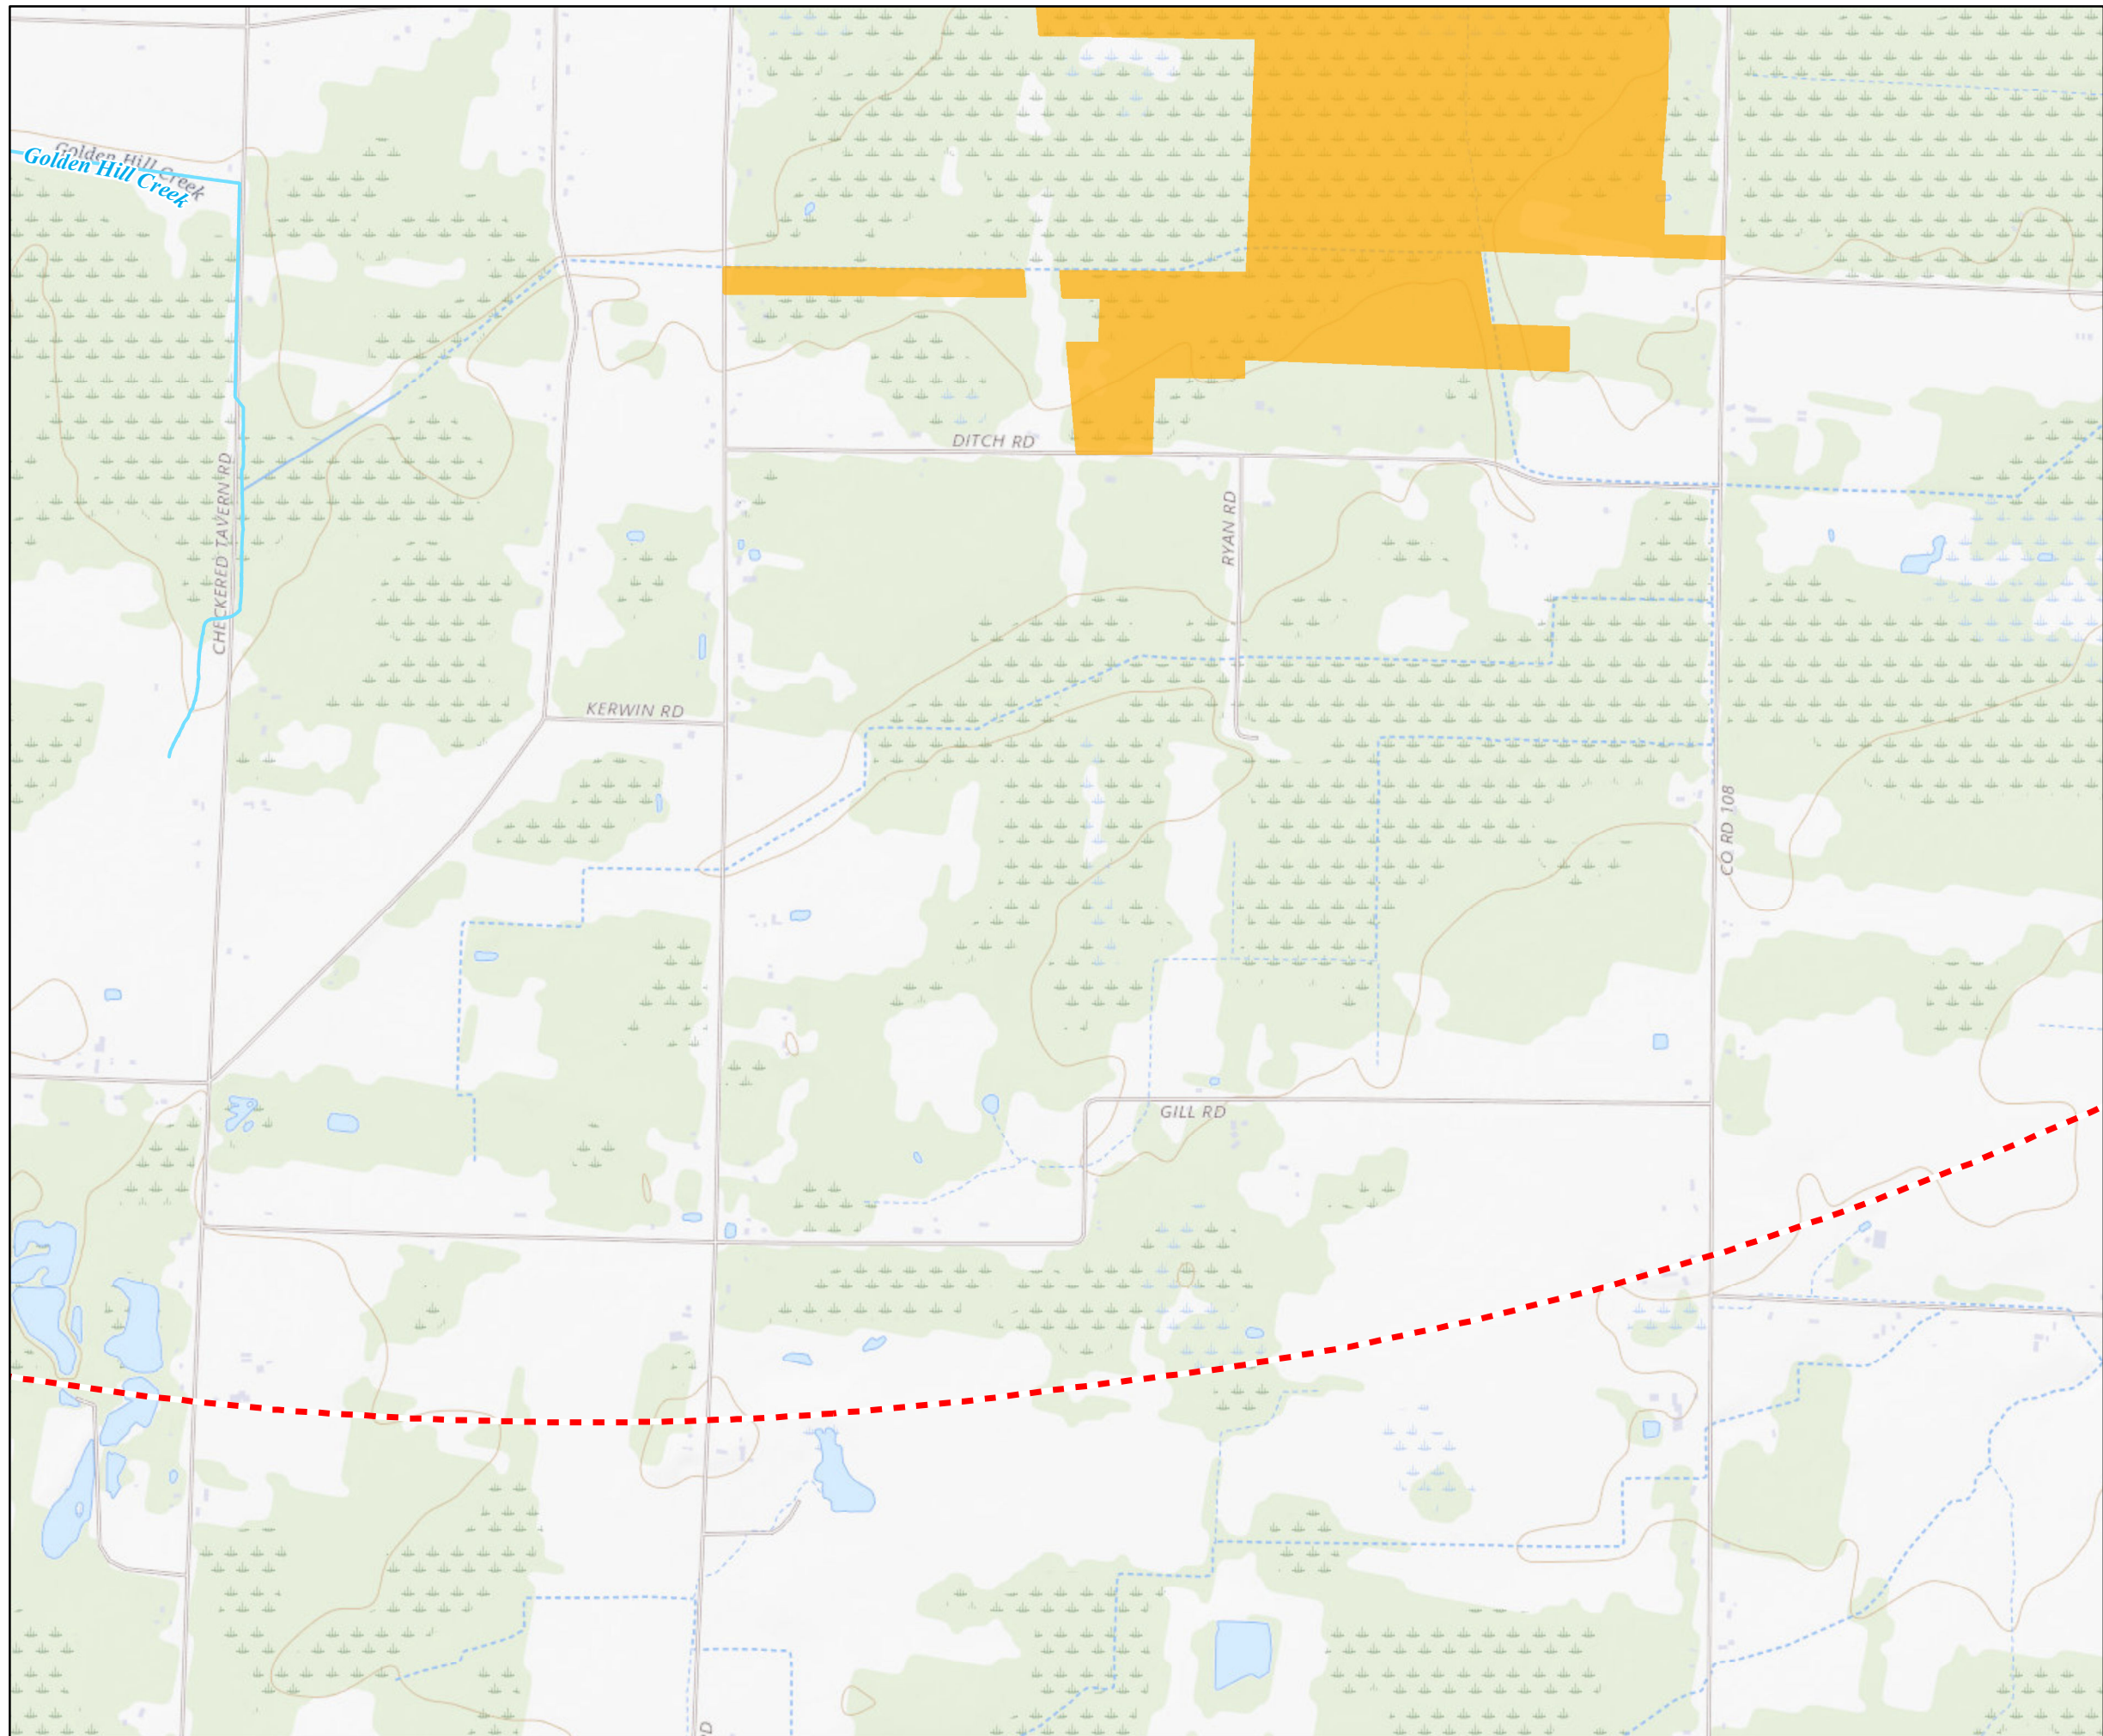 Golden Hill Creek
Golden Hill Creek
CHECKERED TAVERN RD
DITCH RD
RYAN RD
KERWIN RD
CO RD 108
GILL RD